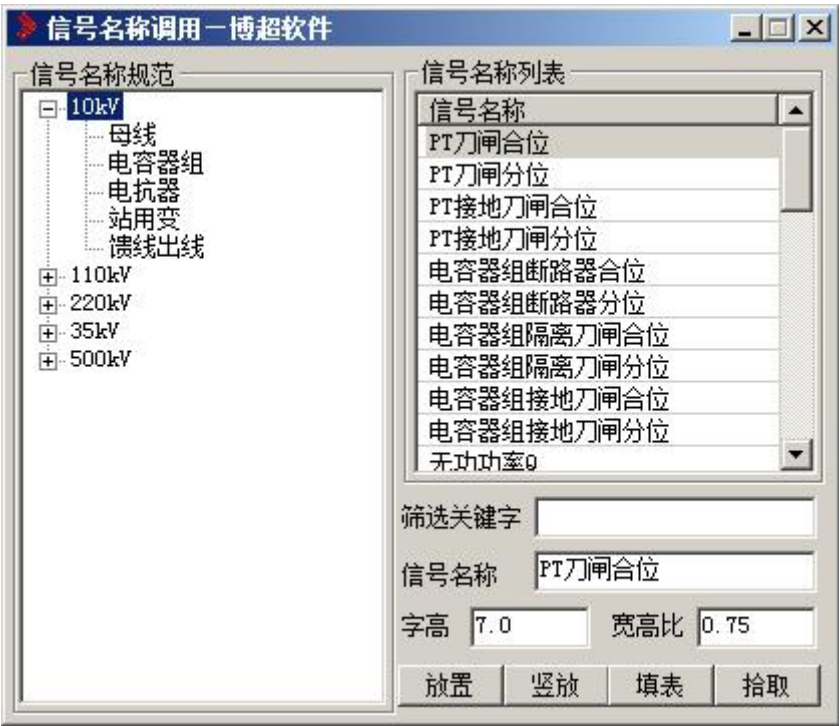 信号名称调用－博超软件
信号名称规范
10kV
母线
电容器组
电抗器
站用变
馈线出线
110kV
220kV
35kV
500kV
信号名称列表
信号名称
PT刀闸合位
PT刀闸分位
PT接地刀闸合位
PT接地刀闸分位
电容器组断路器合位
电容器组断路器分位
电容器组隔离刀闸合位
电容器组隔离刀闸分位
电容器组接地刀闸合位
电容器组接地刀闸分位
无功功率Q
筛选关键字
信号名称 PT刀闸合位
字高 7.0 宽高比 0.75
放置 竖放 填表 拾取